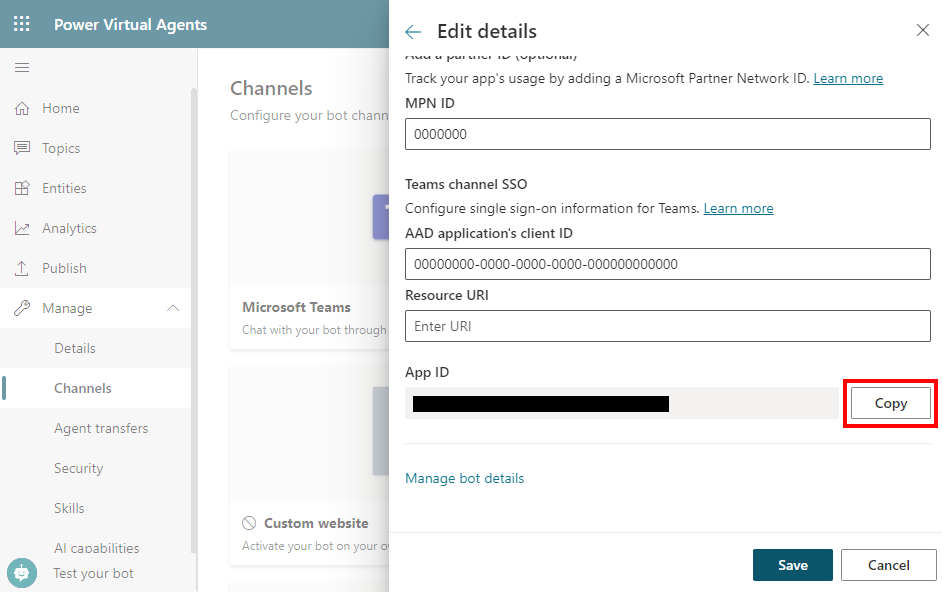 Power Virtual Agents
Home
Topics
Entities
Analytics
Publish
Manage
Details
Channels
Agent transfers
Security
Skills
AI capabilities
Test your bot
Channels
Configure your bot chann
Microsoft Teams
Chat with your bot through
Custom website
Activate your bot on your o
Edit details
Add a partner ID (optional)
Track your app's usage by adding a Microsoft Partner Network ID. Learn more
MPN ID
0000000
Teams channel SSO
Configure single sign-on information for Teams. Learn more
AAD application's client ID
00000000-0000-0000-0000-000000000000
Resource URI
Enter URI
App ID
Copy
Manage bot details
Save
Cancel